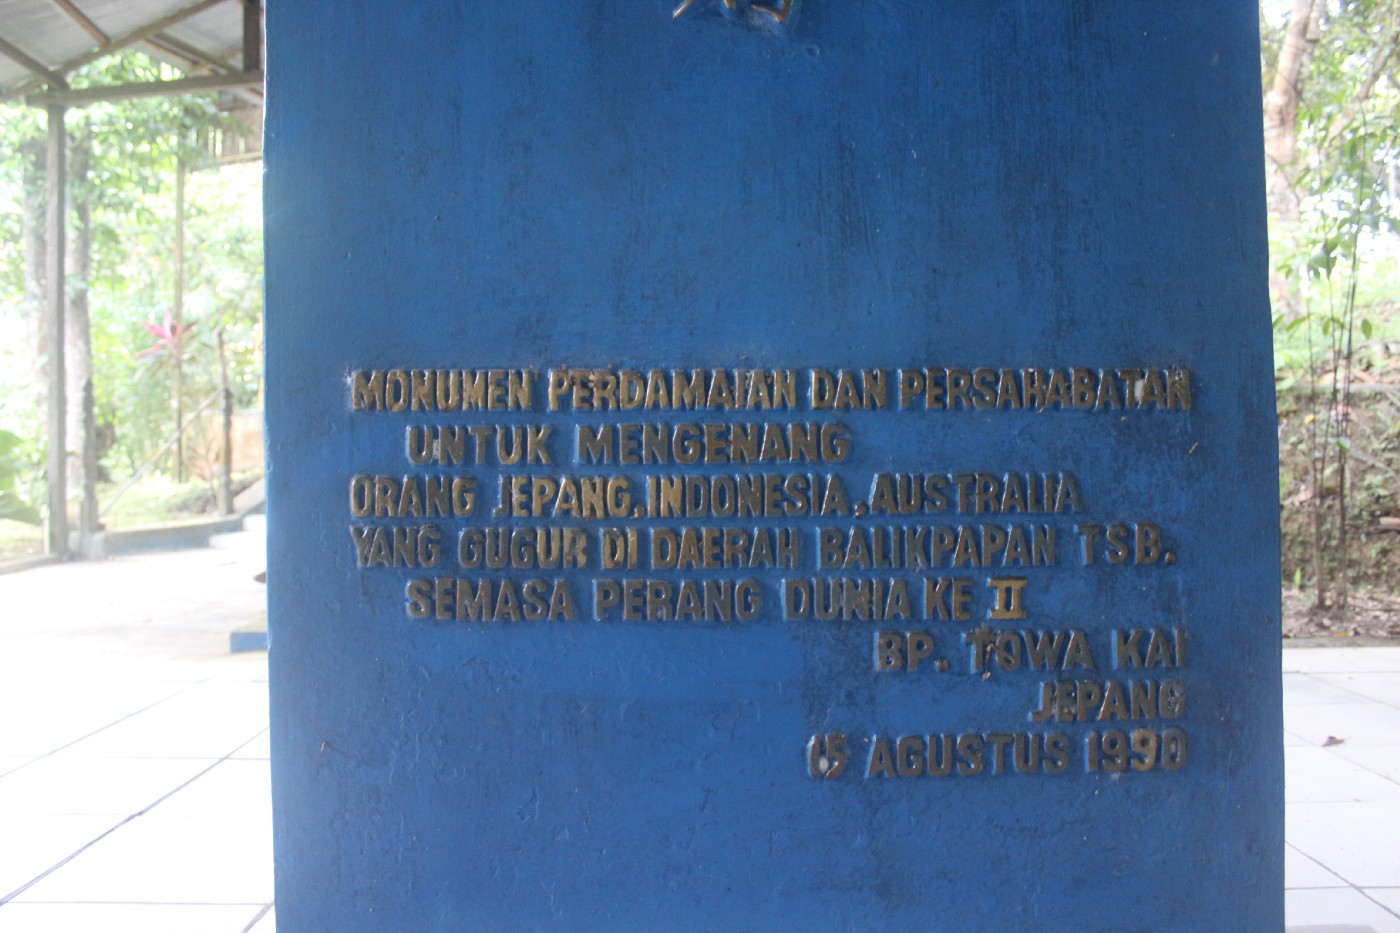 MONUMEN PERDAMAIAN DAN PERSAHABATAN
UNTUK MENGENANG
ORANG JEPANG, INDONESIA, AUSTRALIA
YANG GUGUR DI DAERAH BALIKPAPAN TSB.
SEMASA PERANG DUNIA KE II
BP. TOWA KAI
JEPANG
15 AGUSTUS 1990